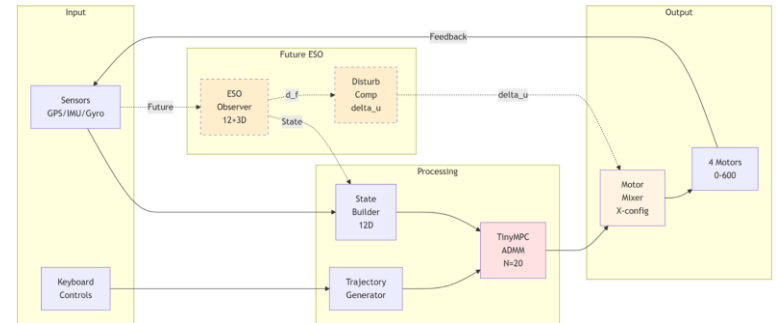 Input
Output
Feedback
Future ESO
Sensors
GPS/IMU/Gyro
Future
ESO
Observer
12+3D
d_f
State
Disturb
Comp
delta_u
delta_u
Processing
State
Builder
12D
TinyMPC
ADMM
N=20
Motor
Mixer
X-config
4 Motors
0-600
Keyboard
Controls
Trajectory
Generator